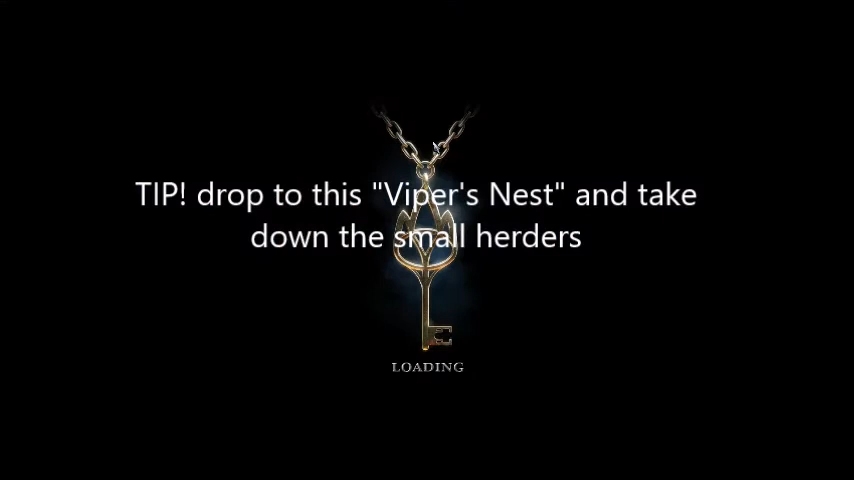 TIP! drop to this "Viper's Nest" and take
down the small herders
LOADING